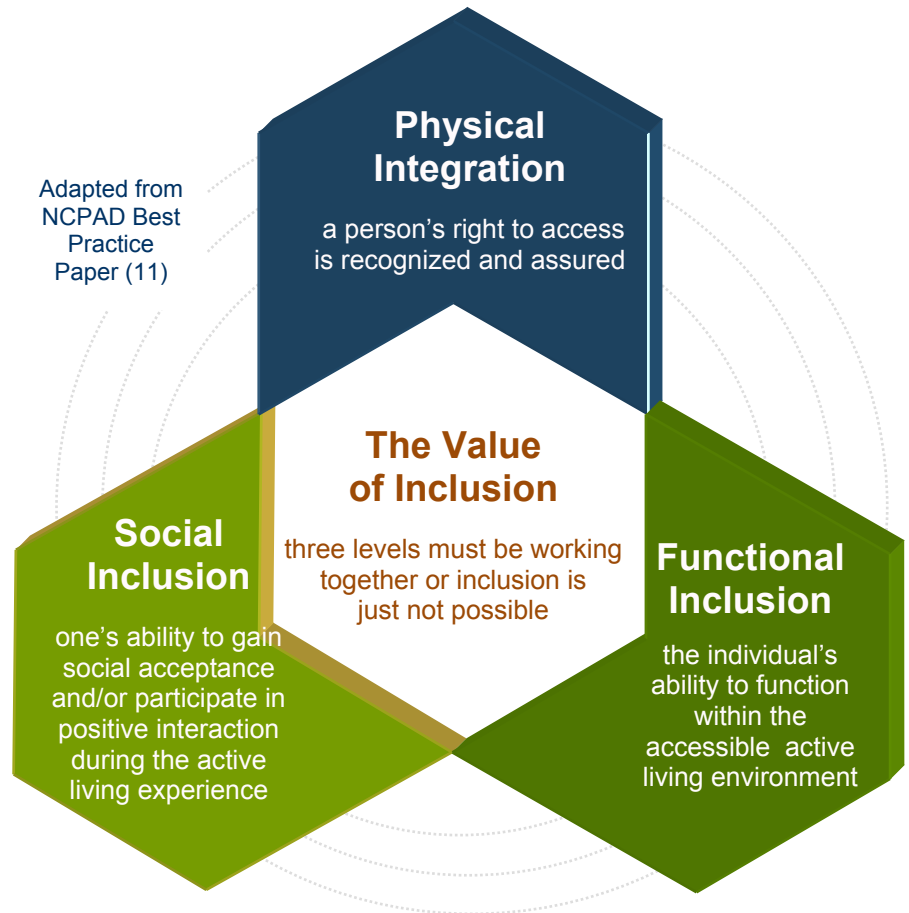 Physical
Integration
a person's right to access
is recognized and assured
Adapted from
NCPAD Best
Practice
Paper (11)
The Value
of Inclusion
three levels must be working
together or inclusion is
just not possible
Social
Inclusion
one's ability to gain
social acceptance
and/or participate in
positive interaction
during the active
living experience
Functional
Inclusion
the individual's
ability to function
within the
accessible active
living environment